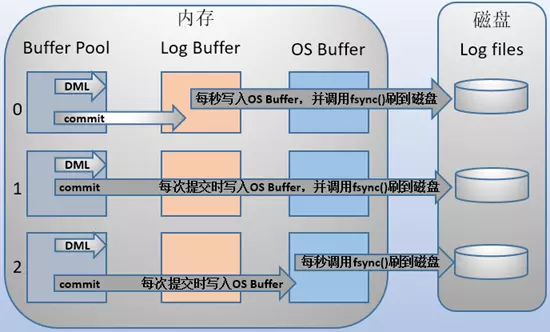 内存
磁盘
Buffer Pool
Log Buffer
OS Buffer
Log files
0
DML
commit
每秒写入OS Buffer，并调用fsync()刷到磁盘
1
DML
commit
每次提交时写入OS Buffer，并调用fsync()刷到磁盘
2
DML
每秒调用fsync()刷到磁盘
commit
每次提交时写入OS Buffer